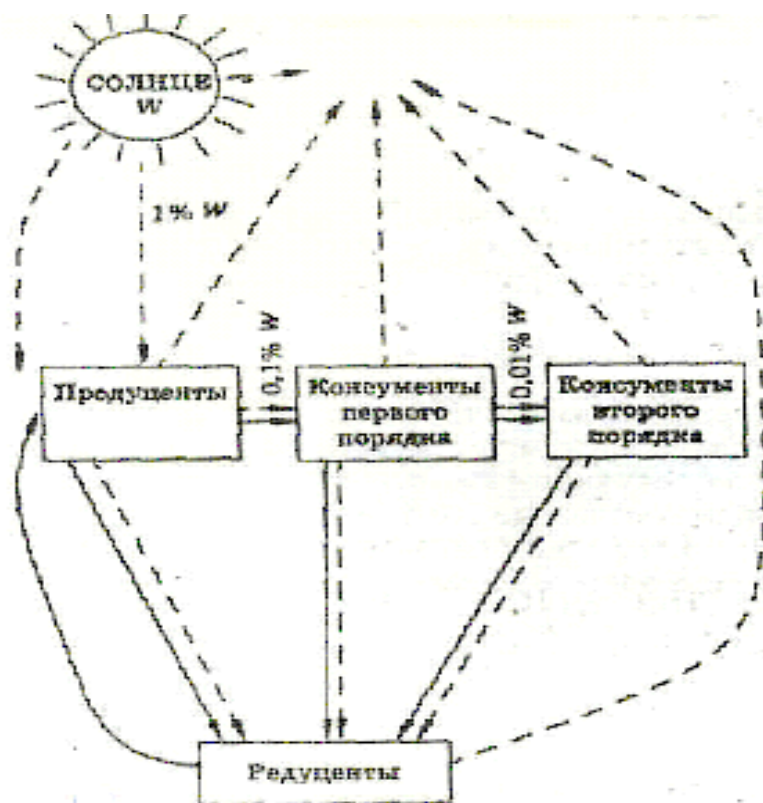 СОЛНЦЕ
W
1% W
Продуценты
0,1% W
Консументы
первого
порядка
0,01% W
Консументы
второго
порядка
Редуценты